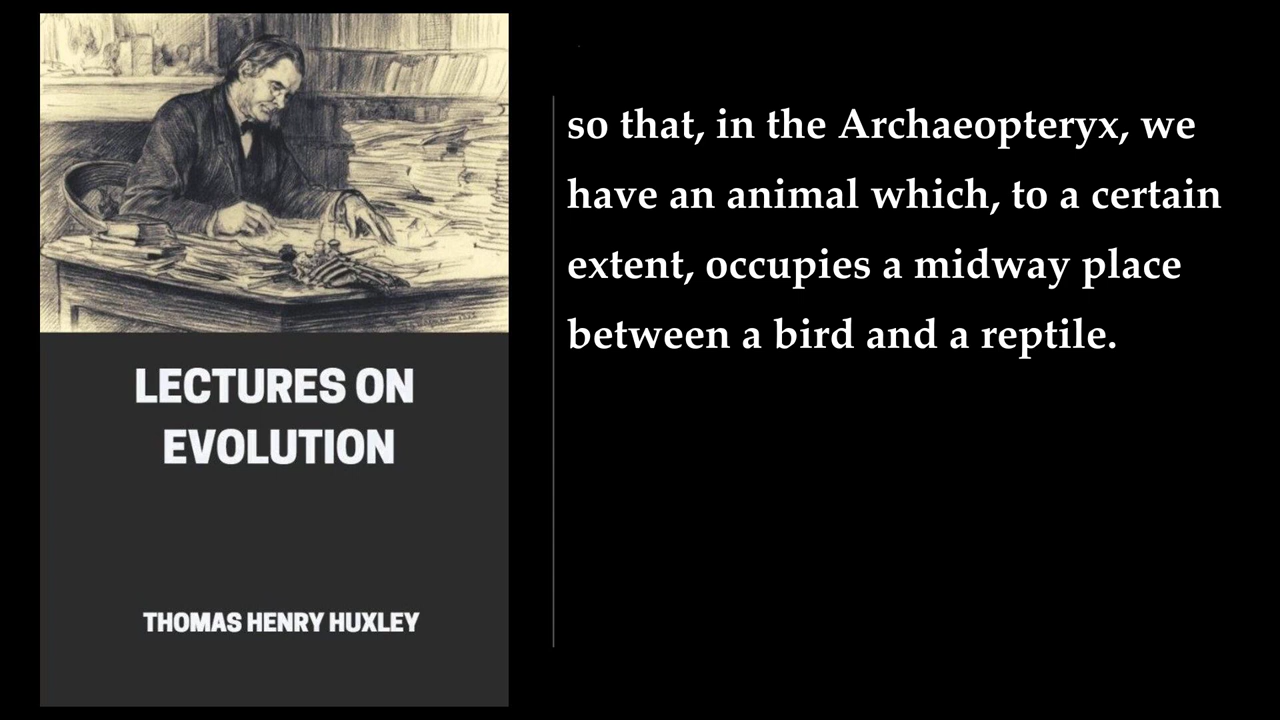 LECTURES ON
EVOLUTION
THOMAS HENRY HUXLEY
so that, in the Archaeopteryx, we
have an animal which, to a certain
extent, occupies a midway place
between a bird and a reptile.